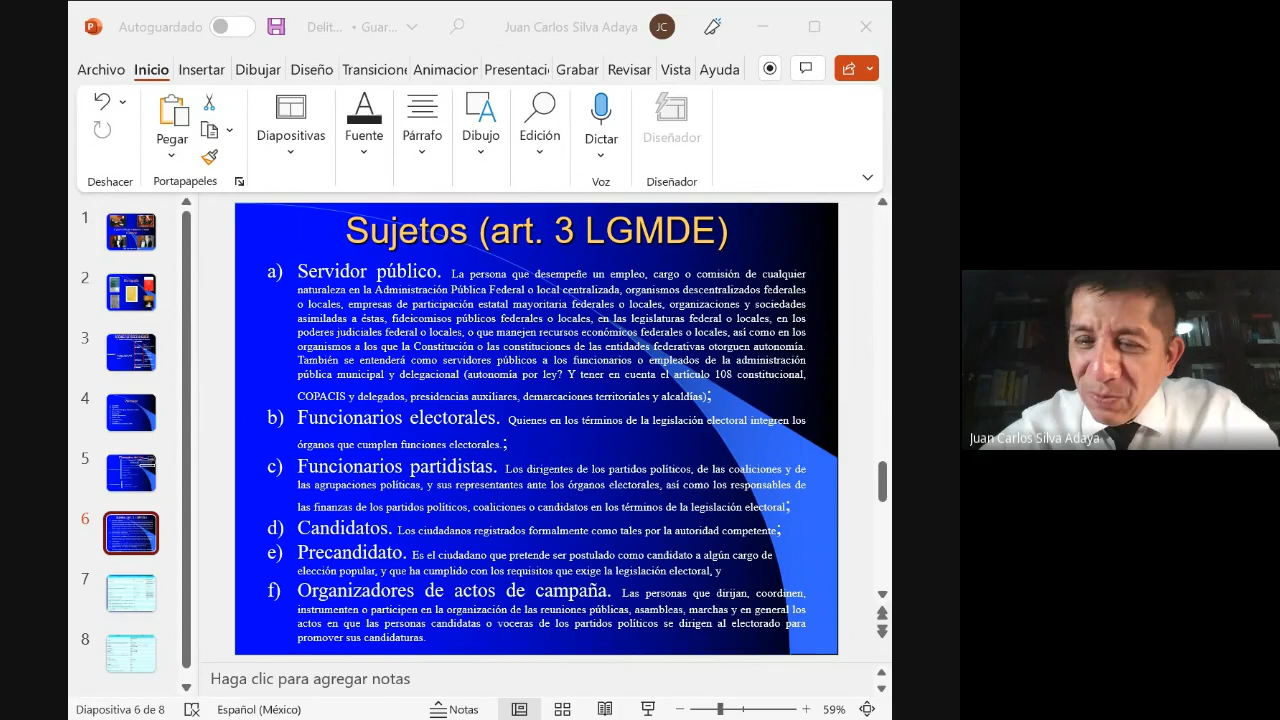 Autoguardado
Delit... • Guar...
Juan Carlos Silva Adaya
JC
Archivo Inicio Insertar Dibujar Diseño Transicione Animacion Presentaci Grabar Revisar Vista Ayuda
Pegar
Diapositivas
Fuente
Párrafo
Dibujo
Edición
Dictar
Diseñador
Deshacer
Portapapeles
Voz
Diseñador
1
2
3
4
5
6
7
8
Sujetos (art. 3 LGMDE)
a) Servidor público. La persona que desempeñe un empleo, cargo o comisión de cualquier
naturaleza en la Administración Pública Federal o local centralizada, organismos descentralizados federales
o locales, empresas de participación estatal mayoritaria federales o locales, organizaciones y sociedades
asimiladas a éstas, fideicomisos públicos federales o locales, en las legislaturas federal o locales, en los
poderes judiciales federal o locales, o que manejen recursos económicos federales o locales, así como en los
organismos a los que la Constitución o las constituciones de las entidades federativas otorguen autonomía.
También se entenderá como servidores públicos a los funcionarios o empleados de la administración
pública municipal y delegacional (autonomía por ley? Y tener en cuenta el artículo 108 constitucional,
COPACIS y delegados, presidencias auxiliares, demarcaciones territoriales y alcaldías);
b) Funcionarios electorales. Quienes en los términos de la legislación electoral integren los
órganos que cumplen funciones electorales.;
c) Funcionarios partidistas. Los dirigentes de los partidos políticos, de las coaliciones y de
las agrupaciones políticas, y sus representantes ante los órganos electorales, así como los responsables de
las finanzas de los partidos políticos, coaliciones o candidatos en los términos de la legislación electoral;
d) Candidatos. Los ciudadanos registrados formalmente como tales por la autoridad competente;
e) Precandidato. Es el ciudadano que pretende ser postulado como candidato a algún cargo de
elección popular, y que ha cumplido con los requisitos que exige la legislación electoral, y
f) Organizadores de actos de campaña. Las personas que dirijan, coordinen,
instrumenten o participen en la organización de las reuniones públicas, asambleas, marchas y en general los
actos en que las personas candidatas o voceras de los partidos políticos se dirigen al electorado para
promover sus candidaturas.
Haga clic para agregar notas
Diapositiva 6 de 8
Español (México)
Notas
59%
Juan Carlos Silva Adaya